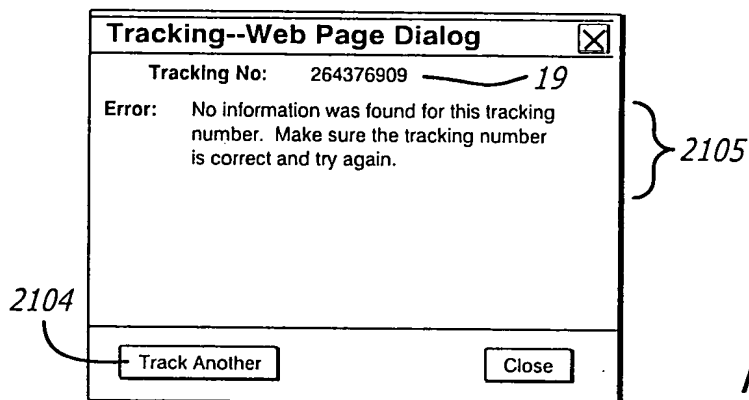 Tracking--Web Page Dialog
Tracking No: 264376909 19
Error: No information was found for this tracking
number. Make sure the tracking number
is correct and try again.
2105
2104
Track Another Close